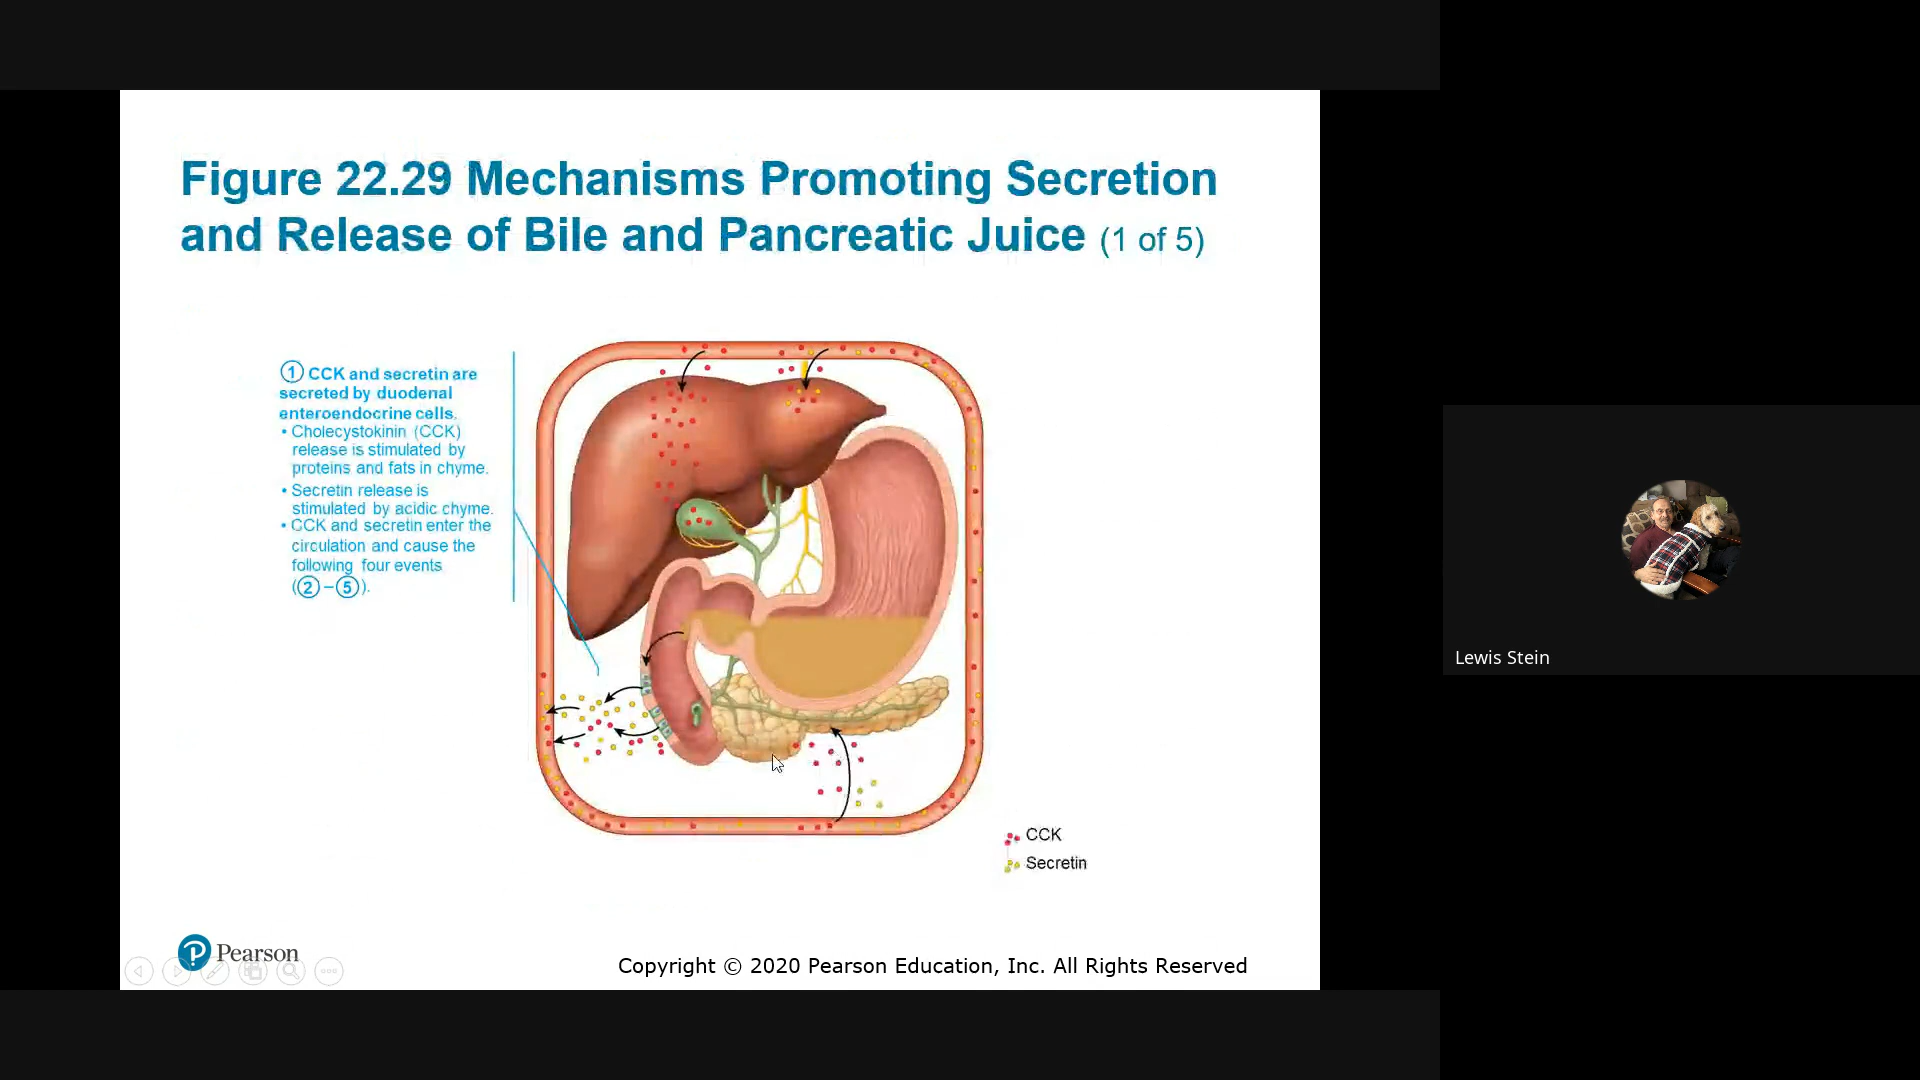 Figure 22.29 Mechanisms Promoting Secretion
and Release of Bile and Pancreatic Juice (1 of 5)
① CCK and secretin are
secreted by duodenal
enteroendocrine cells.
• Cholecystokinin (CCK)
release is stimulated by
proteins and fats in chyme.
• Secretin release is
stimulated by acidic chyme.
• CCK and secretin enter the
circulation and cause the
following four events
(②–⑤).
CCK
Secretin
Lewis Stein
P Pearson
Copyright © 2020 Pearson Education, Inc. All Rights Reserved